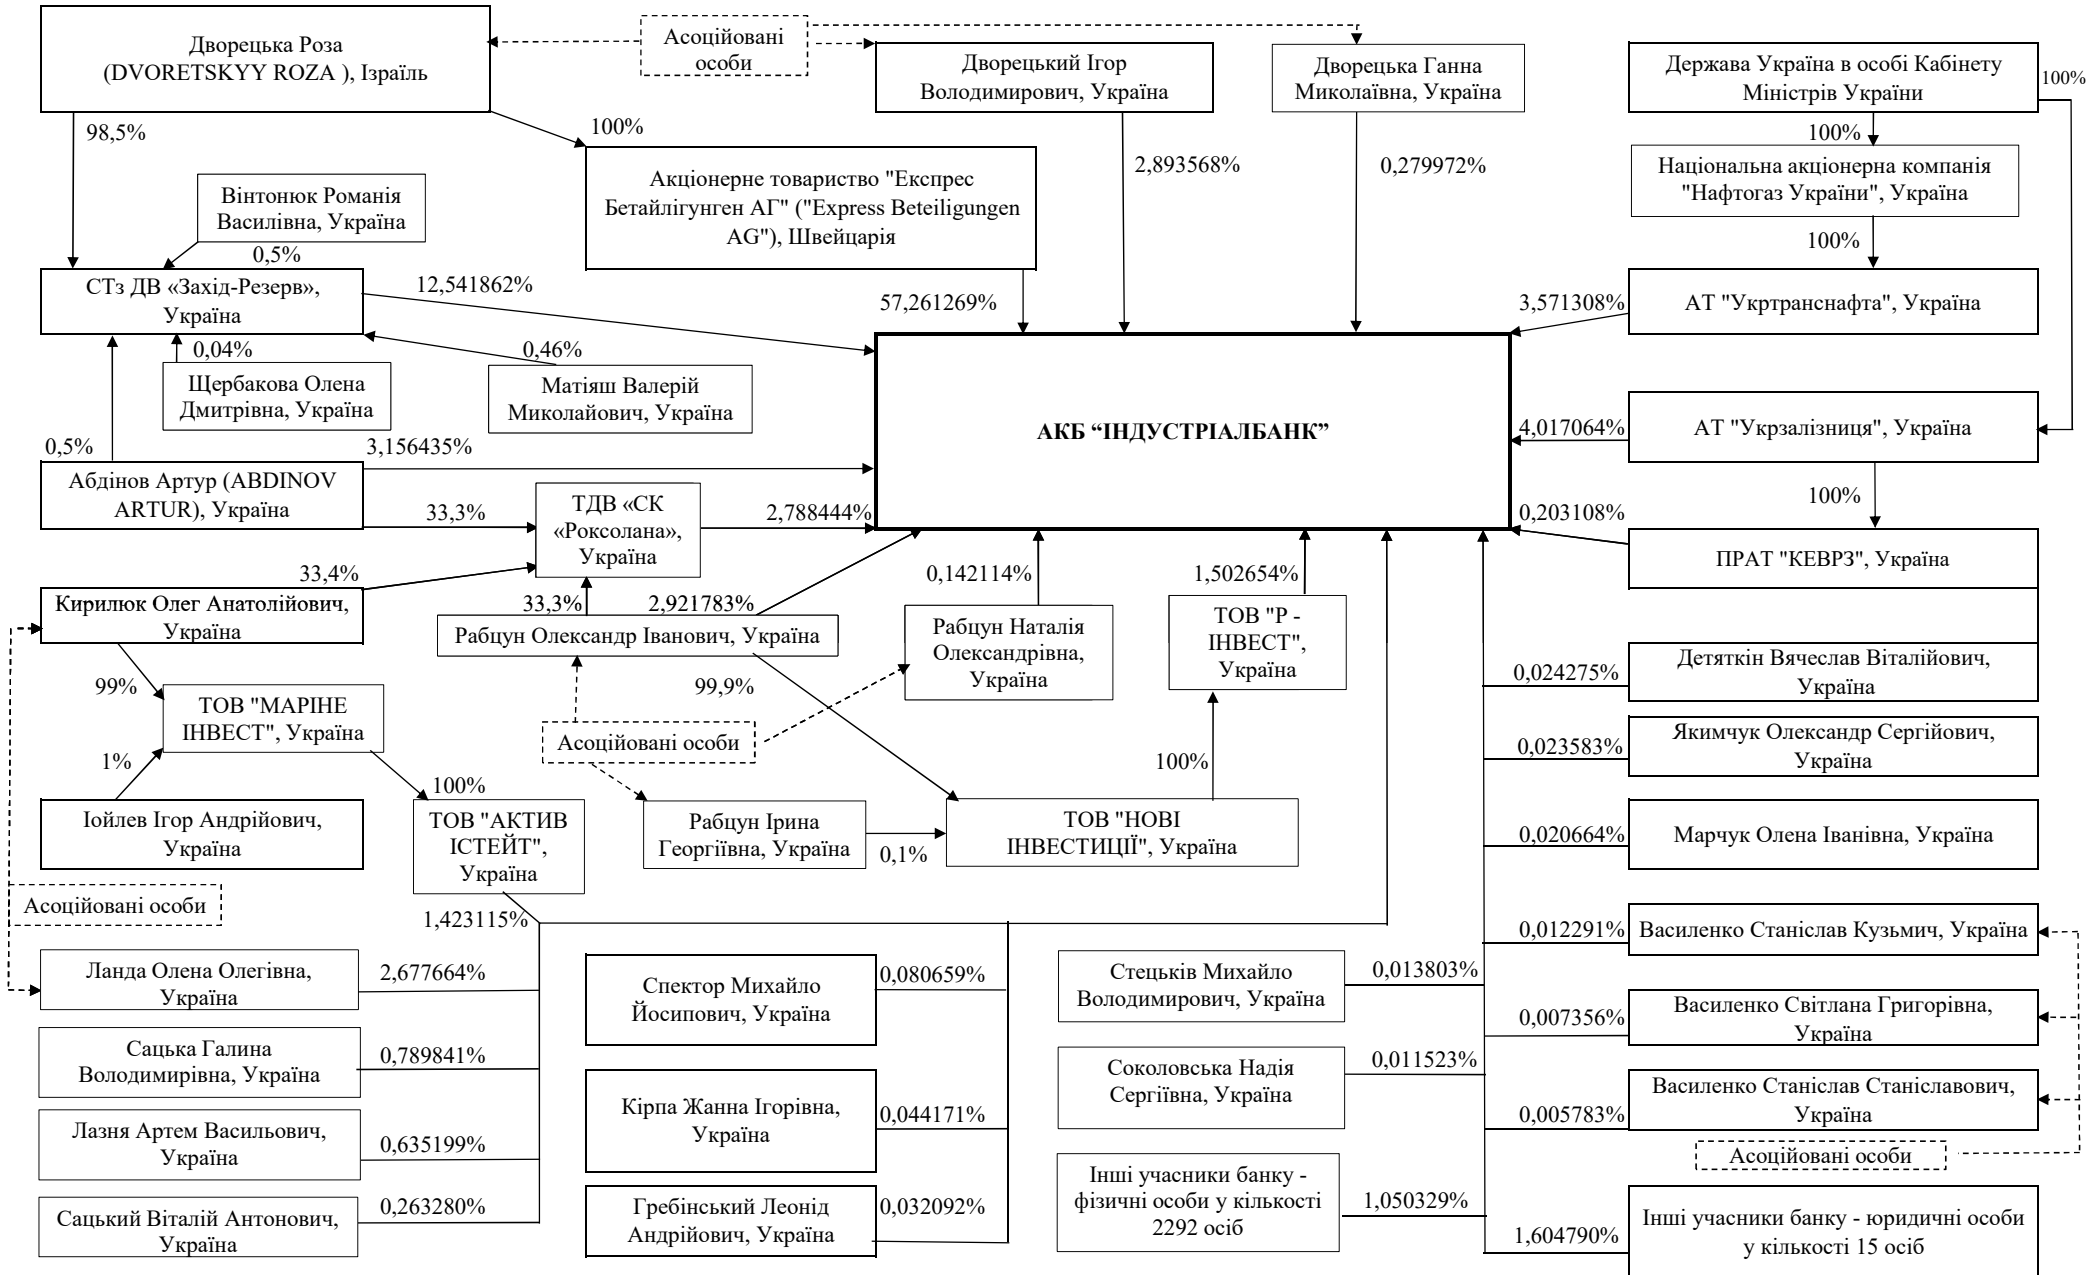 Дворецька Роза
(DVORETSKYY ROZA ), Ізраїль
Асоційовані
особи
Дворецький Ігор
Володимирович, Україна
Дворецька Ганна
Миколаївна, Україна
Держава Україна в особі Кабінету
Міністрів України
100%
98,5%
100%
2,893568%
0,279972%
100%
Вінтонюк Романія
Василівна, Україна
0,5%
Акціонерне товариство "Експрес
Бетайлігунген АГ" ("Express Beteiligungen
AG"), Швейцарія
Національна акціонерна компанія
"Нафтогаз України", Україна
100%
СТз ДВ «Захід-Резерв»,
Україна
12,541862%
57,261269%
3,571308%
АТ "Укртранснафта", Україна
0,04%
0,46%
Щербакова Олена
Дмитрівна, Україна
Матіяш Валерій
Миколайович, Україна
АКБ “ІНДУСТРІАЛБАНК”
4,017064%
АТ "Укрзалізниця", Україна
0,5%
3,156435%
Абдінов Артур (ABDINOV
ARTUR), Україна
33,3%
ТДВ «СК
«Роксолана»,
Україна
2,788444%
100%
0,203108%
ПРАТ "КЕВРЗ", Україна
33,4%
Кирилюк Олег Анатолійович,
Україна
33,3%
2,921783%
Рабцун Олександр Іванович, Україна
0,142114%
Рабцун Наталія
Олександрівна,
Україна
1,502654%
ТОВ "Р -
ІНВЕСТ",
Україна
0,024275%
Детяткін Вячеслав Віталійович,
Україна
99%
ТОВ "МАРІНЕ
ІНВЕСТ", Україна
99,9%
Асоційовані особи
100%
0,023583%
Якимчук Олександр Сергійович,
Україна
1%
100%
Іойлев Ігор Андрійович,
Україна
ТОВ "АКТИВ
ІСТЕЙТ",
Україна
Рабцун Ірина
Георгіївна, Україна
0,1%
ТОВ "НОВІ
ІНВЕСТИЦІЇ", Україна
0,020664%
Марчук Олена Іванівна, Україна
Асоційовані особи
1,423115%
0,012291%
Василенко Станіслав Кузьмич, Україна
Ланда Олена Олегівна,
Україна
2,677664%
Спектор Михайло
Йосипович, Україна
0,080659%
Стецьків Михайло
Володимирович, Україна
0,013803%
0,007356%
Василенко Світлана Григорівна,
Україна
Сацька Галина
Володимирівна, Україна
0,789841%
Кірпа Жанна Ігорівна,
Україна
0,044171%
Соколовська Надія
Сергіївна, Україна
0,011523%
0,005783%
Василенко Станіслав Станіславович,
Україна
Лазня Артем Васильович,
Україна
0,635199%
Асоційовані особи
Сацький Віталій Антонович,
Україна
0,263280%
Гребінський Леонід
Андрійович, Україна
0,032092%
Інші учасники банку -
фізичні особи у кількості
2292 осіб
1,050329%
1,604790%
Інші учасники банку - юридичні особи
у кількості 15 осіб